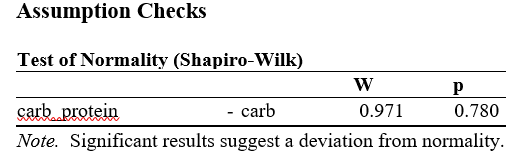 Assumption Checks
Test of Normality (Shapiro-Wilk)
W p
carb_protein - carb 0.971 0.780
Note. Significant results suggest a deviation from normality.